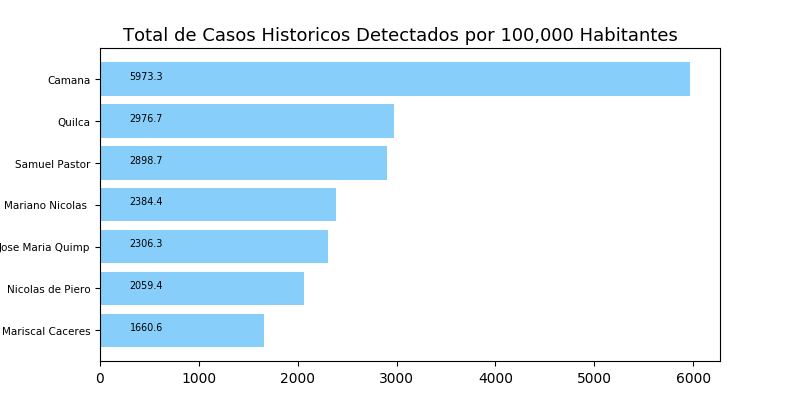 Total de Casos Historicos Detectados por 100,000 Habitantes
Camana 5973.3
Quilca 2976.7
Samuel Pastor 2898.7
Mariano Nicolas 2384.4
Jose Maria Quimp 2306.3
Nicolas de Piero 2059.4
Mariscal Caceres 1660.6
0 1000 2000 3000 4000 5000 6000